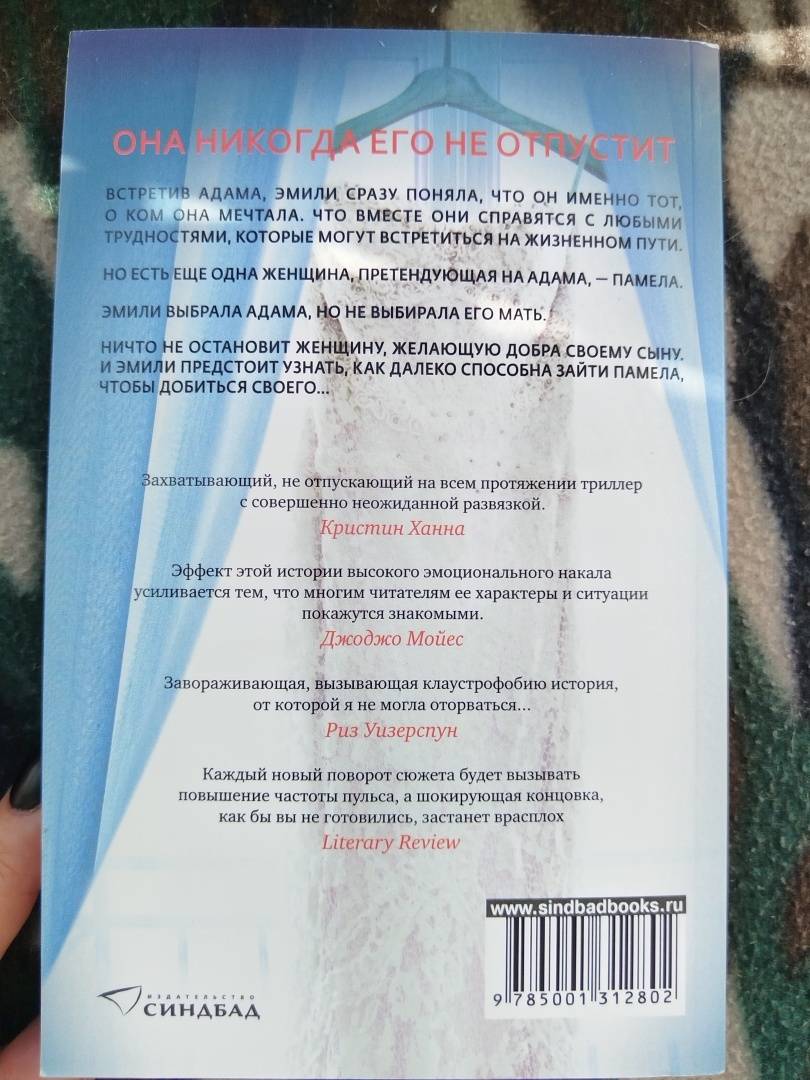 ОНА НИКОГДА ЕГО НЕ ОТПУСТИТ
ВСТРЕТИВ АДАМА, ЭМИЛИ СРАЗУ ПОНЯЛА, ЧТО ОН ИМЕННО ТОТ,
О КОМ ОНА МЕЧТАЛА. ЧТО ВМЕСТЕ ОНИ СПРАВЯТСЯ С ЛЮБЫМИ
ТРУДНОСТЯМИ, КОТОРЫЕ МОГУТ ВСТРЕТИТЬСЯ НА ЖИЗНЕННОМ ПУТИ.
НО ЕСТЬ ЕЩЕ ОДНА ЖЕНЩИНА, ПРЕТЕНДУЮЩАЯ НА АДАМА, — ПАМЕЛА.
ЭМИЛИ ВЫБРАЛА АДАМА, НО НЕ ВЫБИРАЛА ЕГО МАТЬ.
НИЧТО НЕ ОСТАНОВИТ ЖЕНЩИНУ, ЖЕЛАЮЩУЮ ДОБРА СВОЕМУ СЫНУ.
И ЭМИЛИ ПРЕДСТОИТ УЗНАТЬ, КАК ДАЛЕКО СПОСОБНА ЗАЙТИ ПАМЕЛА,
ЧТОБЫ ДОБИТЬСЯ СВОЕГО...
Захватывающий, не отпускающий на всем протяжении триллер
с совершенно неожиданной развязкой.
Кристин Ханна
Эффект этой истории высокого эмоционального накала
усиливается тем, что многим читателям ее характеры и ситуации
покажутся знакомыми.
Джоджо Мойес
Завораживающая, вызывающая клаустрофобию история,
от которой я не могла оторваться...
Риз Уизерспун
Каждый новый поворот сюжета будет вызывать
повышение частоты пульса, а шокирующая концовка,
как бы вы не готовились, застанет врасплох
Literary Review
www.sindbadbooks.ru
9 785001 312802
ИЗДАТЕЛЬСТВО
СИНДБАД